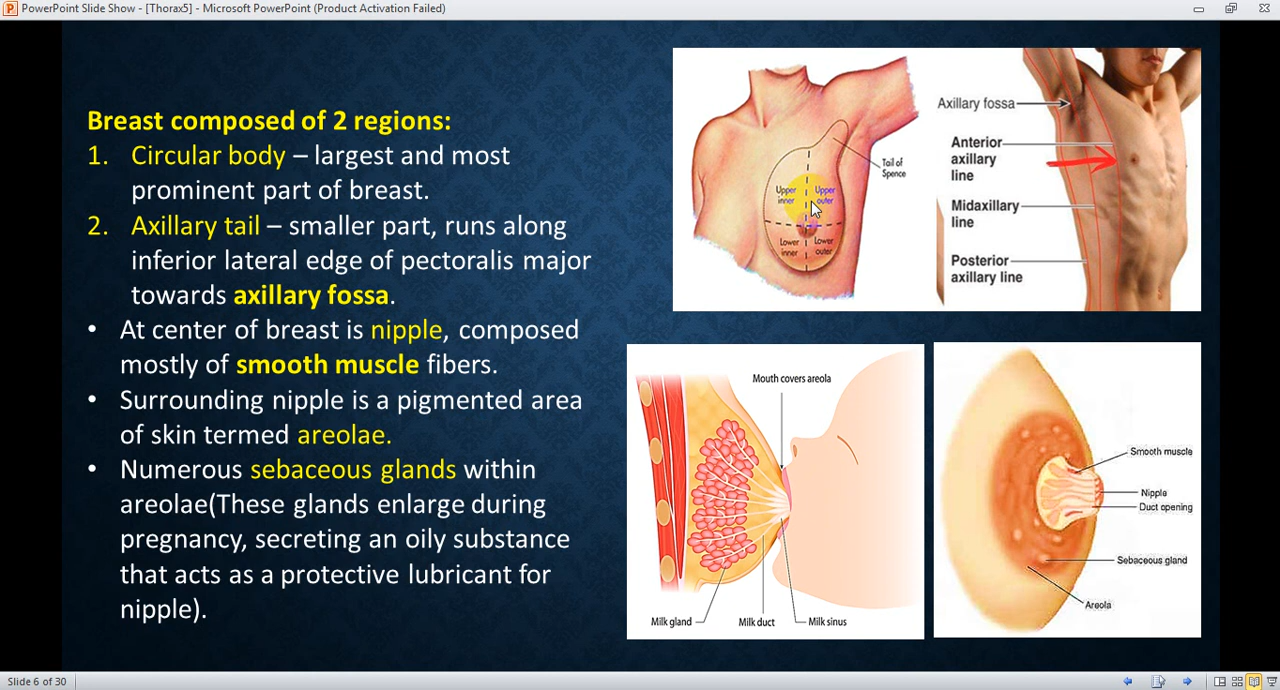 PowerPoint Slide Show - [Thorax5] - Microsoft PowerPoint (Product Activation Failed)
Breast composed of 2 regions:
1. Circular body – largest and most
prominent part of breast.
2. Axillary tail – smaller part, runs along
inferior lateral edge of pectoralis major
towards axillary fossa.
• At center of breast is nipple, composed
mostly of smooth muscle fibers.
• Surrounding nipple is a pigmented area
of skin termed areolae.
• Numerous sebaceous glands within
areolae(These glands enlarge during
pregnancy, secreting an oily substance
that acts as a protective lubricant for
nipple).
Tail of
Spence
Upper
inner
Upper
outer
Lower
inner
Lower
outer
Axillary fossa
Anterior
axillary
line
Midaxillary
line
Posterior
axillary line
Mouth covers areola
Milk gland
Milk duct
Milk sinus
Smooth muscle
Nipple
Duct opening
Sebaceous gland
Areola
Slide 6 of 30